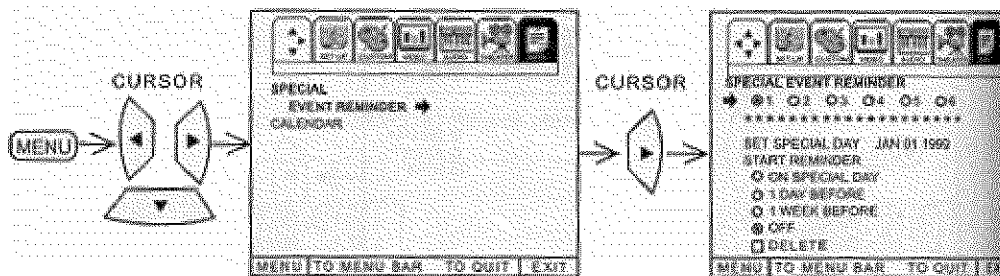 MENU
CURSOR
SPECIAL
EVENT REMINDER
CALENDAR
MENU TO MENU BAR TO QUIT EXIT
CURSOR
SPECIAL EVENT REMINDER
1 2 3 4 5 6
********************
SET SPECIAL DAY JAN 01 1999
START REMINDER
ON SPECIAL DAY
1 DAY BEFORE
1 WEEK BEFORE
OFF
DELETE
MENU TO MENU BAR TO QUIT